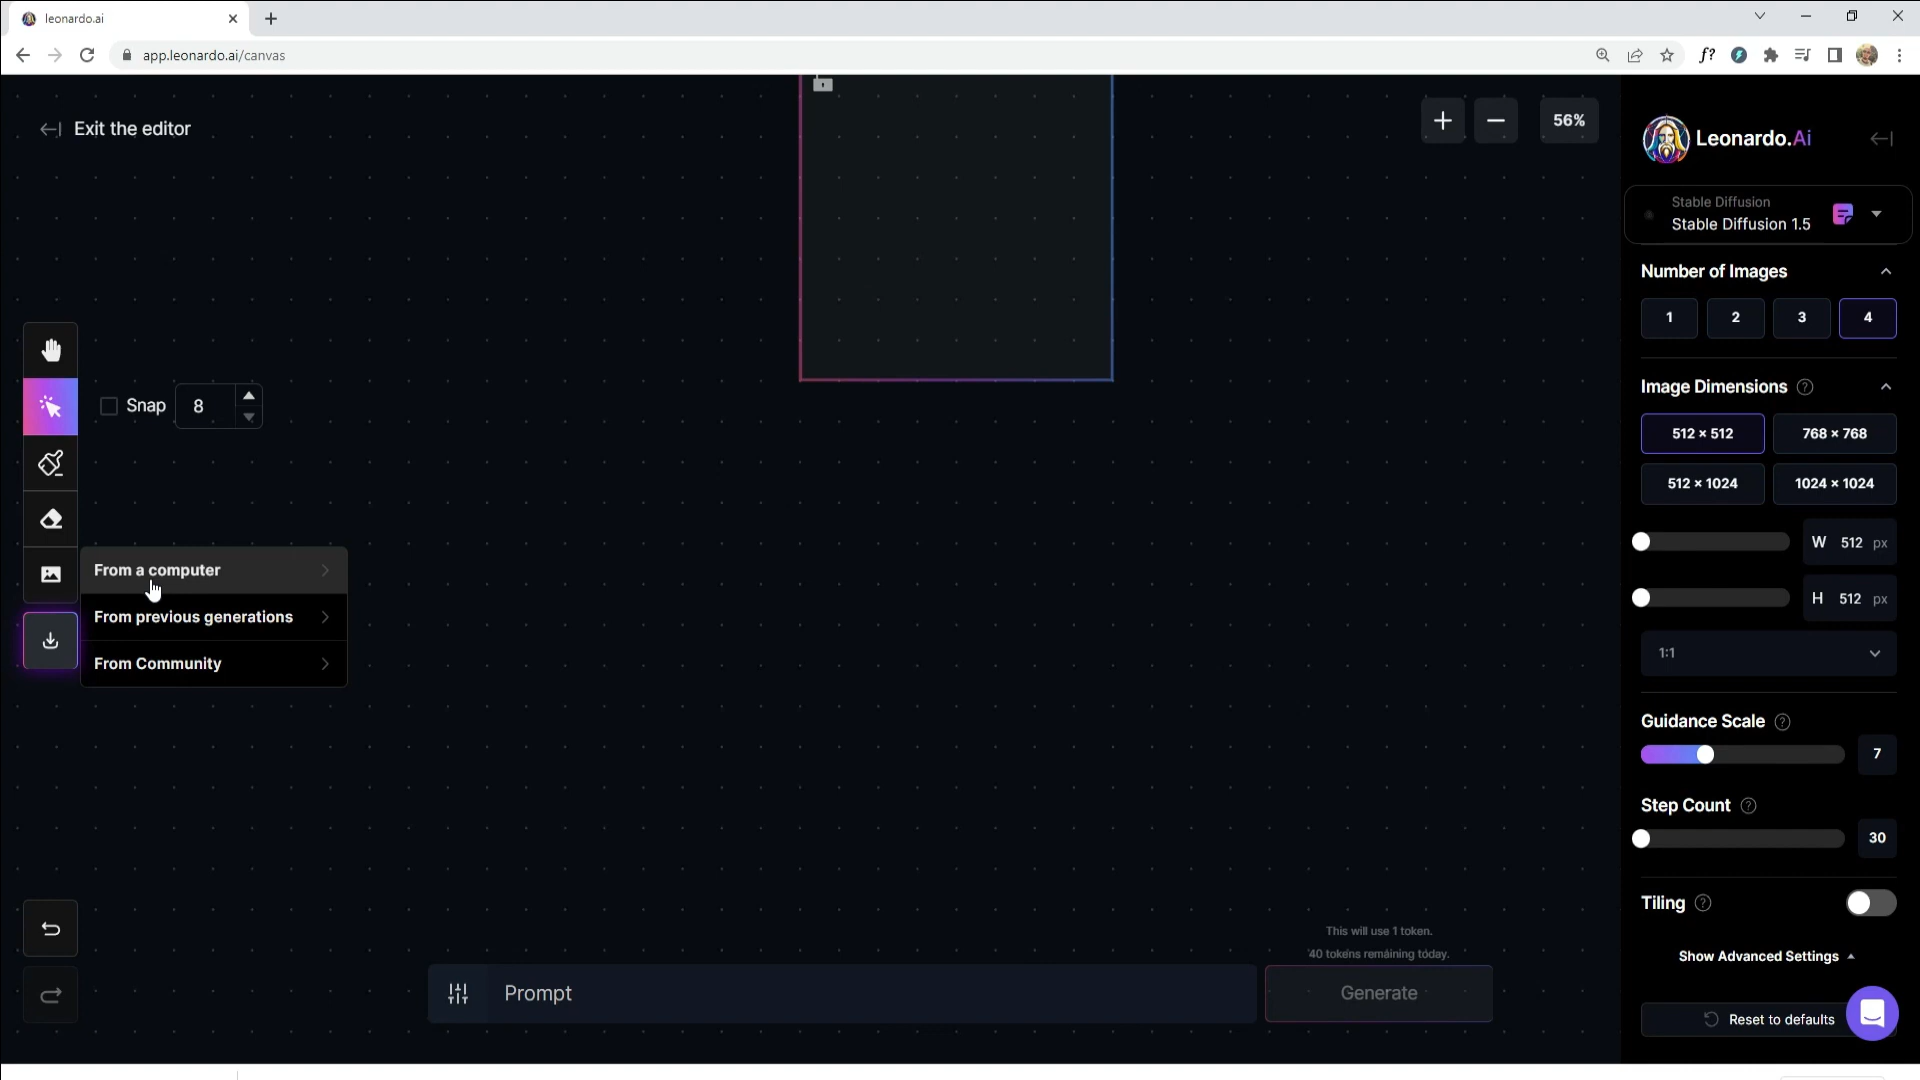 leonardo.ai
app.leonardo.ai/canvas
f?
Exit the editor
56%
Leonardo.Ai
Stable Diffusion
Stable Diffusion 1.5
Number of Images
1 2 3 4
Image Dimensions ?
512 × 512 768 × 768
512 × 1024 1024 × 1024
W 512 px
H 512 px
1:1
Guidance Scale ?
7
Step Count ?
30
Tiling ?
Show Advanced Settings
Reset to defaults
Snap 8
From a computer
From previous generations
From Community
This will use 1 token.
40 tokens remaining today.
Prompt
Generate